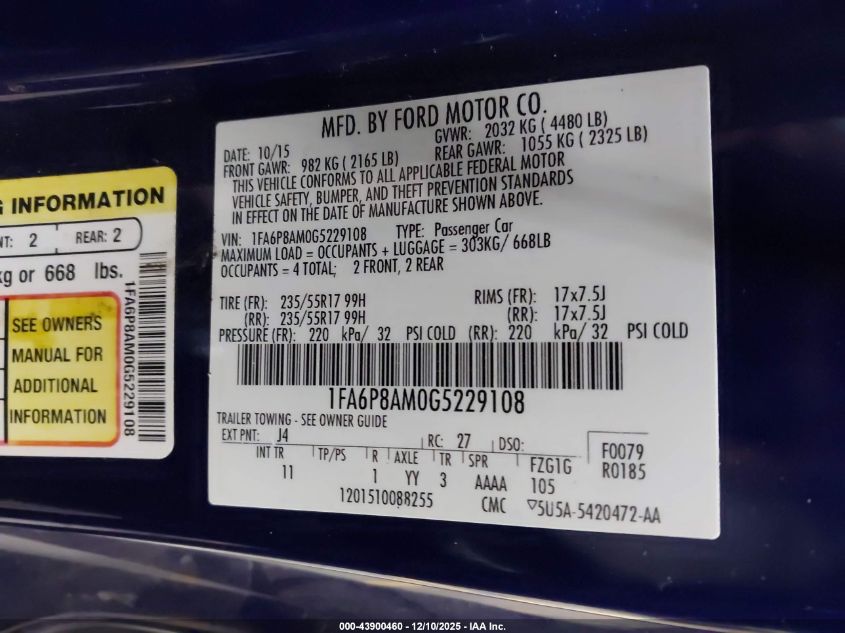 G INFORMATION
NT: 2 REAR: 2
kg or 668 lbs.
SEE OWNERS
MANUAL FOR
ADDITIONAL
INFORMATION
1FA6P8AM0G5229108
MFD. BY FORD MOTOR CO.
DATE: 10/15 GVWR: 2032 KG ( 4480 LB)
FRONT GAWR: 982 KG ( 2165 LB) REAR GAWR: 1055 KG ( 2325 LB)
THIS VEHICLE CONFORMS TO ALL APPLICABLE FEDERAL MOTOR
VEHICLE SAFETY, BUMPER, AND THEFT PREVENTION STANDARDS
IN EFFECT ON THE DATE OF MANUFACTURE SHOWN ABOVE.
VIN: 1FA6P8AM0G5229108 TYPE: Passenger Car
MAXIMUM LOAD = OCCUPANTS + LUGGAGE = 303KG/ 668LB
OCCUPANTS = 4 TOTAL; 2 FRONT, 2 REAR
TIRE (FR): 235/55R17 99H RIMS (FR): 17x7.5J
(RR): 235/55R17 99H (RR): 17x7.5J
PRESSURE (FR): 220 kPa/ 32 PSI COLD (RR): 220 kPa/ 32 PSI COLD
1FA6P8AM0G5229108
TRAILER TOWING - SEE OWNER GUIDE
EXT PNT: J4 RC: 27 DSO: F0079
INT TR TP/PS R AXLE TR SPR FZG1G R0185
11 1 YY 3 AAAA 105
1201510088255 CMC 5U5A-5420472-AA
000-43900460 - 12/10/2025 - IAA Inc.